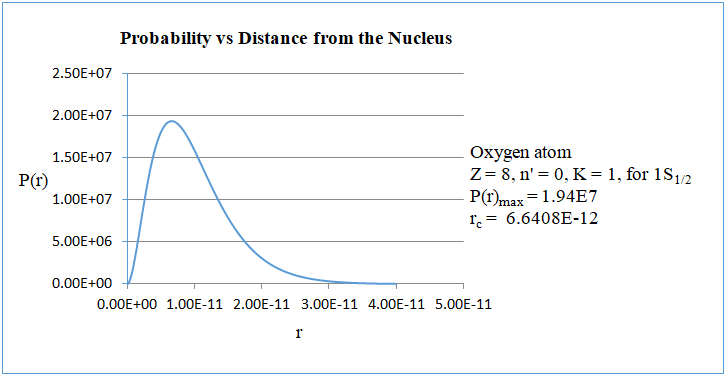 Probability vs Distance from the Nucleus
2.50E+07
2.00E+07
1.50E+07
1.00E+07
5.00E+06
0.00E+00
P(r)
0.00E+00 1.00E-11 2.00E-11 3.00E-11 4.00E-11 5.00E-11
r
Oxygen atom
Z = 8, n' = 0, K = 1, for 1S1/2
P(r)max = 1.94E7
rc = 6.6408E-12